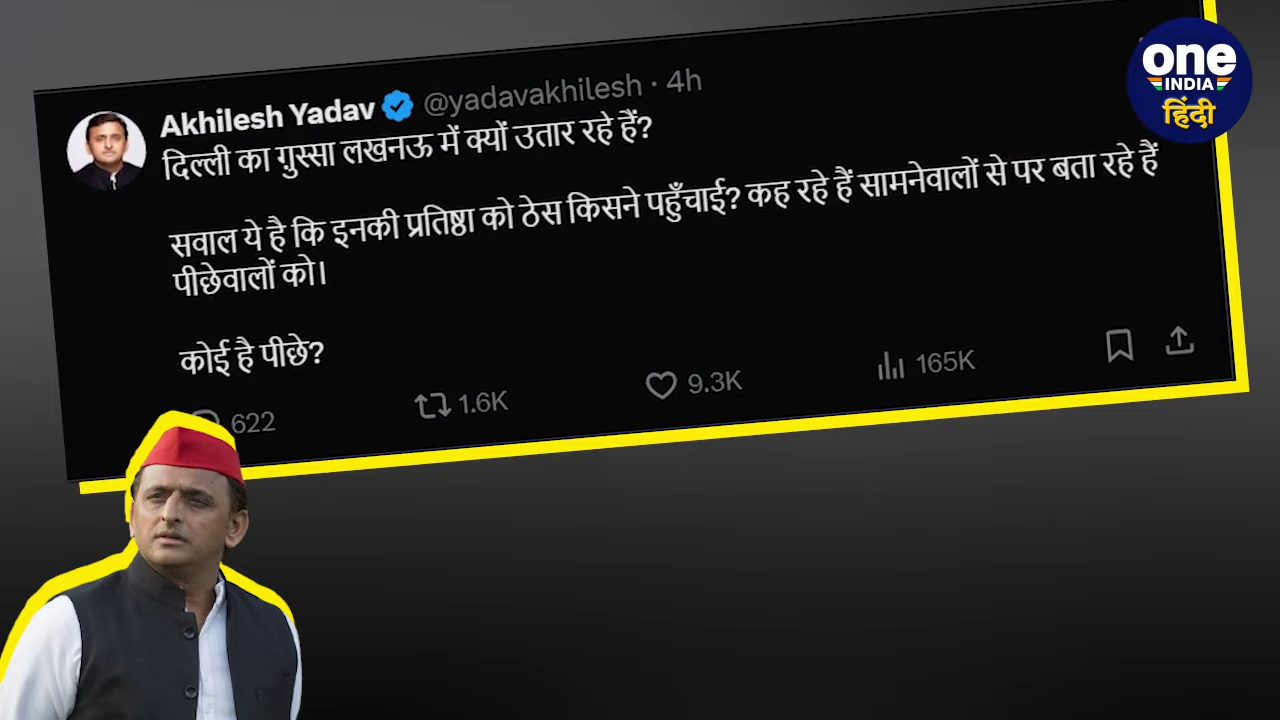 Akhilesh Yadav @yadavakhilesh · 4h
दिल्ली का ग़ुस्सा लखनऊ में क्यों उतार रहे हैं?
सवाल ये है कि इनकी प्रतिष्ठा को ठेस किसने पहुँचाई? कह रहे हैं सामनेवालों से पर बता रहे हैं
पीछेवालों को।
कोई है पीछे?
622 1.6K 9.3K 165K
one
INDIA
हिंदी